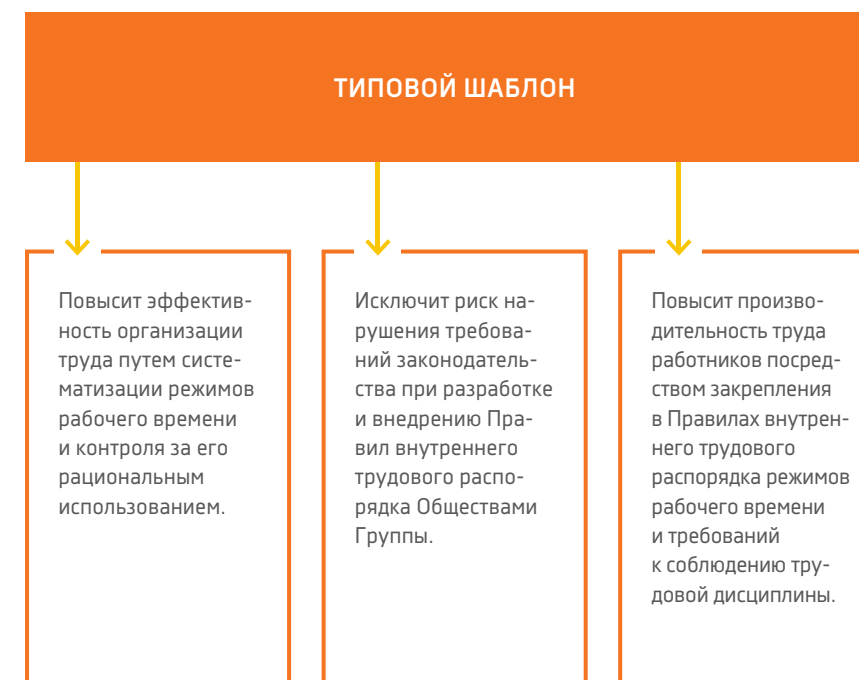 ТИПОВОЙ ШАБЛОН
Повысит эффектив-
ность организации
труда путем систе-
матизации режимов
рабочего времени
и контроля за его
рациональным
использованием.
Исключит риск на-
рушения требова-
ний законодатель-
ства при разработке
и внедрению Пра-
вил внутреннего
трудового распо-
рядка Обществами
Группы.
Повысит произво-
дительность труда
работников посред-
ством закрепления
в Правилах внутрен-
него трудового
распорядка режимов
рабочего времени
и требований
к соблюдению тру-
довой дисциплины.